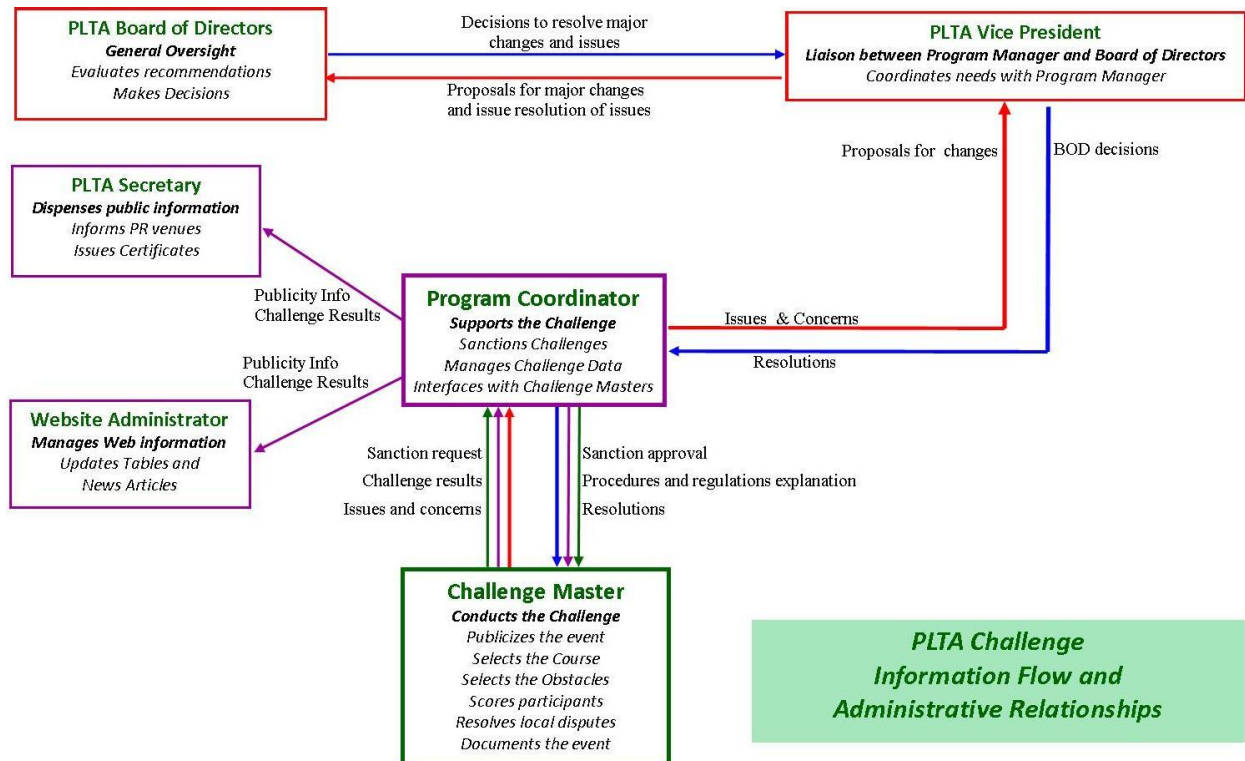 PLTA Board of Directors
General Oversight
Evaluates recommendations
Makes Decisions
Decisions to resolve major
changes and issues
Proposals for major changes
and issue resolution of issues
PLTA Vice President
Liaison between Program Manager and Board of Directors
Coordinates needs with Program Manager
Proposals for changes
BOD decisions
PLTA Secretary
Dispenses public information
Informs PR venues
Issues Certificates
Publicity Info
Challenge Results
Program Coordinator
Supports the Challenge
Sanctions Challenges
Manages Challenge Data
Interfaces with Challenge Masters
Issues & Concerns
Resolutions
Publicity Info
Challenge Results
Website Administrator
Manages Web information
Updates Tables and
News Articles
Sanction request
Challenge results
Issues and concerns
Sanction approval
Procedures and regulations explanation
Resolutions
Challenge Master
Conducts the Challenge
Publicizes the event
Selects the Course
Selects the Obstacles
Scores participants
Resolves local disputes
Documents the event
PLTA Challenge
Information Flow and
Administrative Relationships